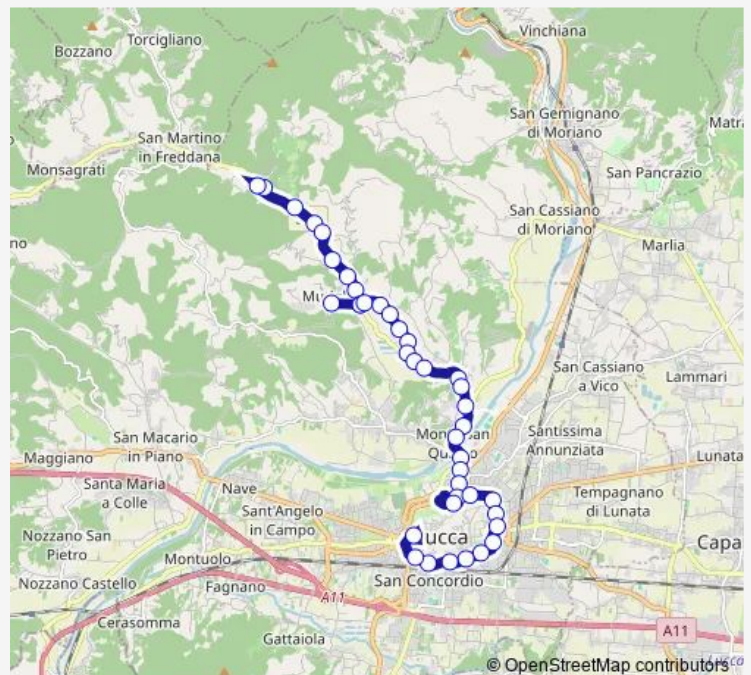 Vinchiana
Torcigliano
Bozzano
San Gemignano
di Moriano
Matra
San Martino
in Freddana
Monsagrati
San Pancrazio
San Cassiano
di Moriano
Marlia
no
Mu
San Cassiano
a Vico
Lammari
San Macario
in Piano
Maggiano
Santissima
Annunziata
Lunata
Santa Maria
a Colle
Nave
Tempagnano
di Lunata
Sant'Angelo
in Campo
Nozzano San
Pietro
ucca
Capa
Montuolo
Nozzano Castello
Fagnano
San Concordio
A11
Cerasomma
A11
Gattaiola
© OpenStreetMap contributors